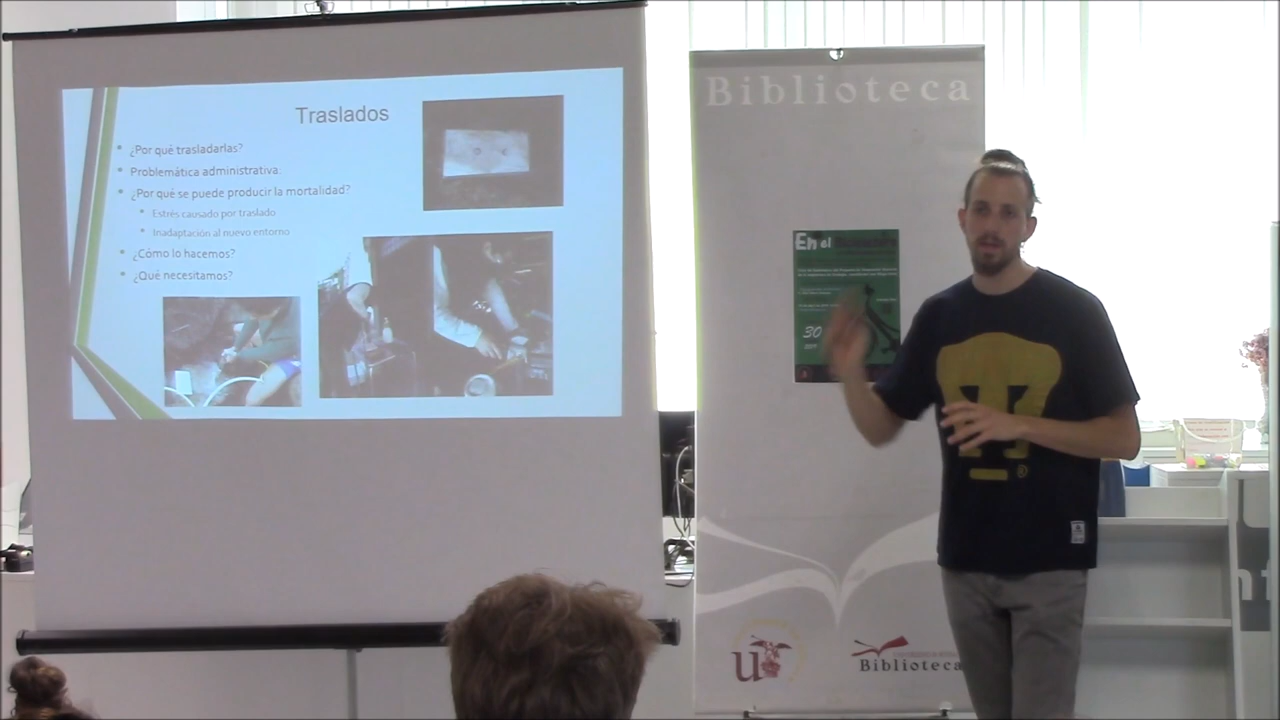 Traslados
¿Por qué trasladarlas?
Problemática administrativa:
¿Por qué se puede producir la mortalidad?
Estrés causado por traslado
Inadaptación al nuevo entorno
¿Cómo lo hacemos?
¿Qué necesitamos?
Biblioteca
En el
30
Biblioteca